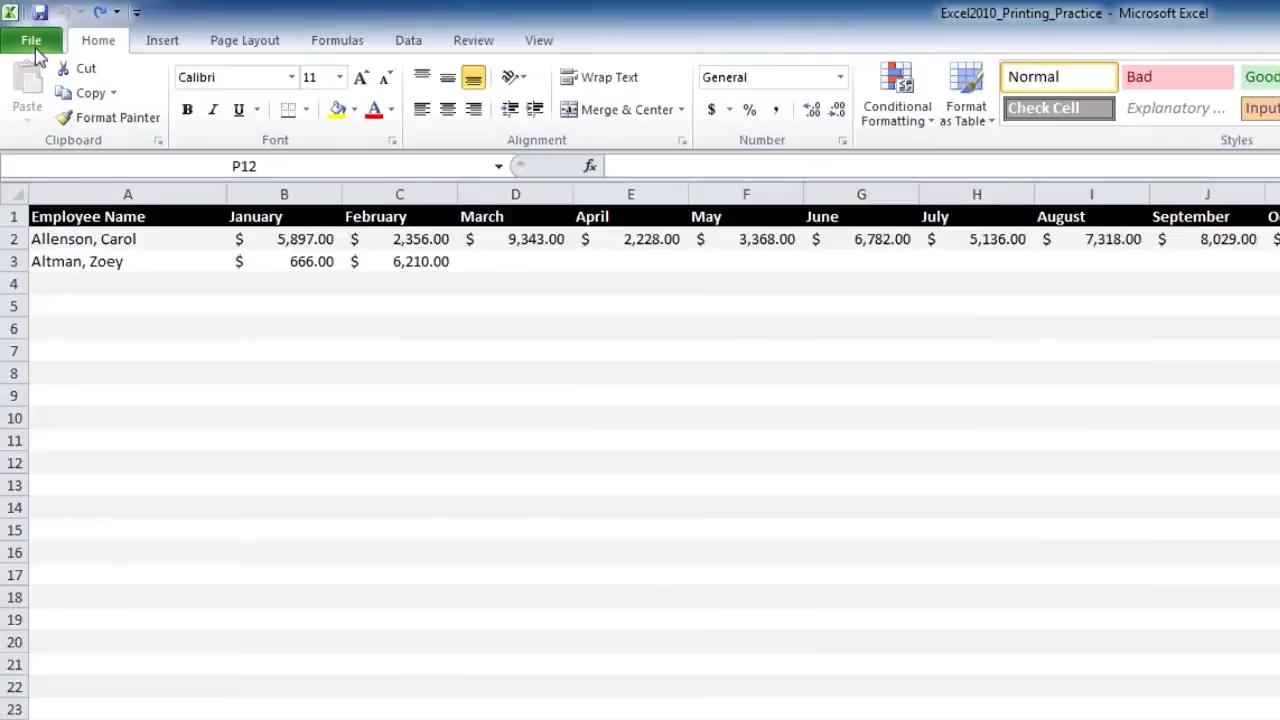 Excel2010_Printing_Practice - Microsoft Excel
File Home Insert Page Layout Formulas Data Review View
Cut
Calibri 11 A A
Wrap Text
General
Conditional Formatting
Format as Table
Normal Bad
Paste
Copy
Format Painter
B I U A
Merge & Center
$ % ,
Check Cell Explanatory ...
Clipboard Font Alignment Number Styles
P12 fx
A B C D E F G H I J
1 Employee Name January February March April May June July August September
2 Allenson, Carol $ 5,897.00 $ 2,356.00 $ 9,343.00 $ 2,228.00 $ 3,368.00 $ 6,782.00 $ 5,136.00 $ 7,318.00 $ 8,029.00 $
3 Altman, Zoey $ 666.00 $ 6,210.00
4
5
6
7
8
9
10
11
12
13
14
15
16
17
18
19
20
21
22
23